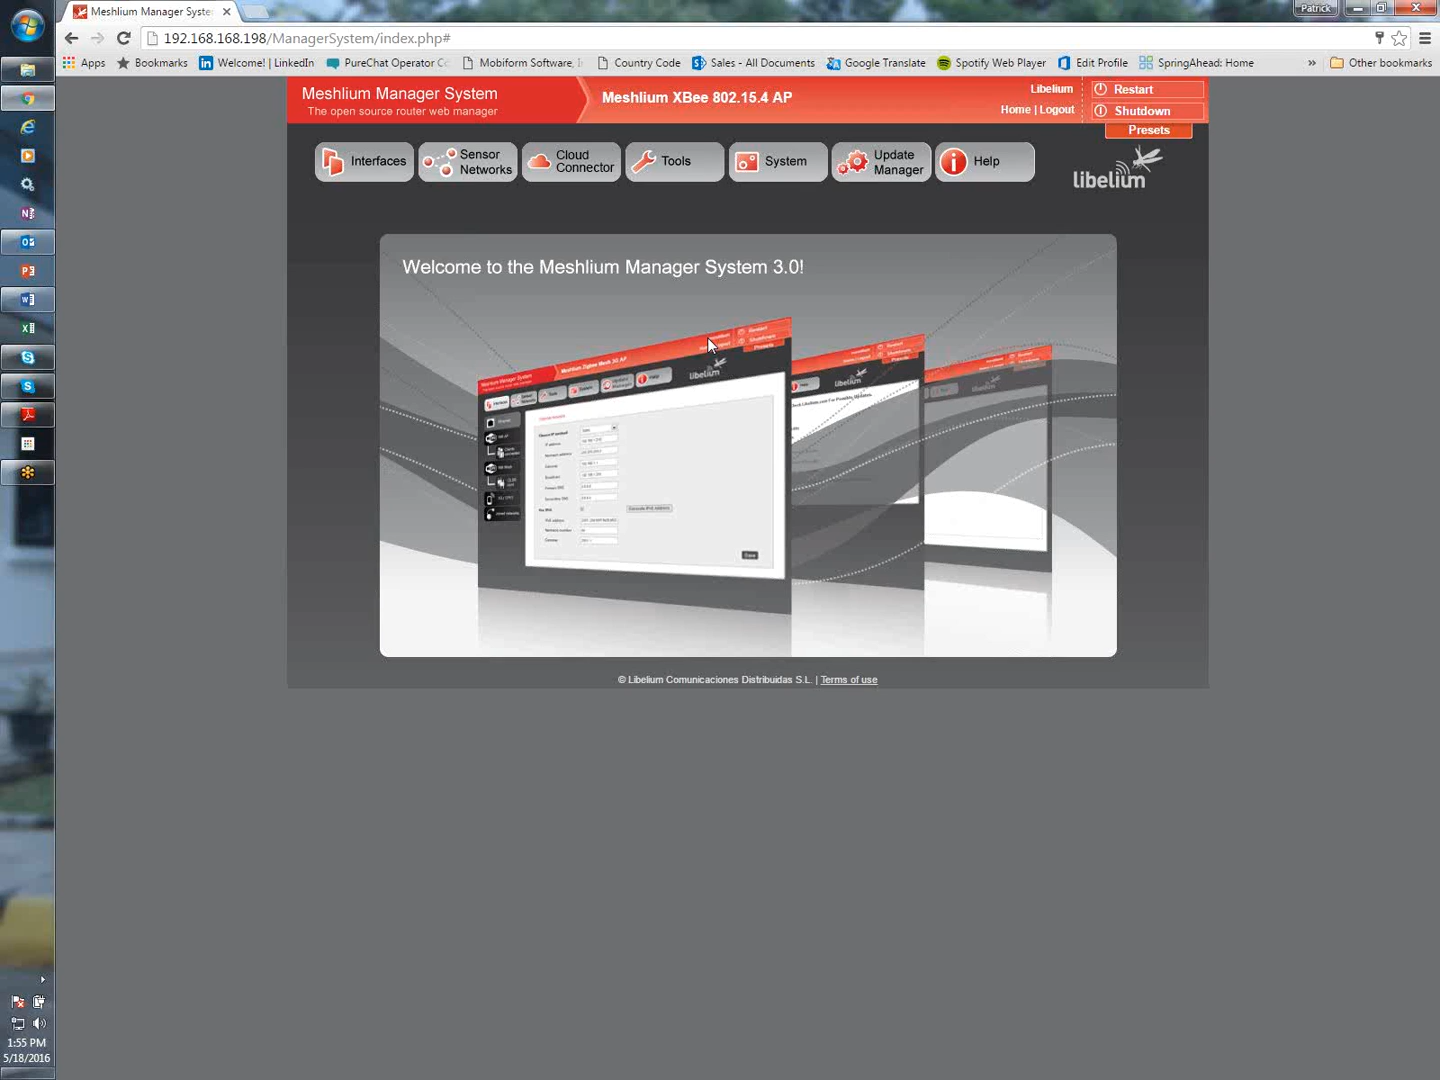 Meshlium Manager Syste
Patrick
192.168.168.198/ManagerSystem/index.php#
Apps
Bookmarks
Welcome! | LinkedIn
PureChat Operator Co
Mobiform Software, I
Country Code
Sales - All Documents
Google Translate
Spotify Web Player
Edit Profile
SpringAhead: Home
»
Other bookmarks
Meshlium Manager System
The open source router web manager
Meshlium XBee 802.15.4 AP
Libelium
Home | Logout
Restart
Shutdown
Presets
Interfaces
Sensor
Networks
Cloud
Connector
Tools
System
Update
Manager
Help
libelium
Welcome to the Meshlium Manager System 3.0!
© Libelium Comunicaciones Distribuidas S.L. | Terms of use
1:55 PM
5/18/2016